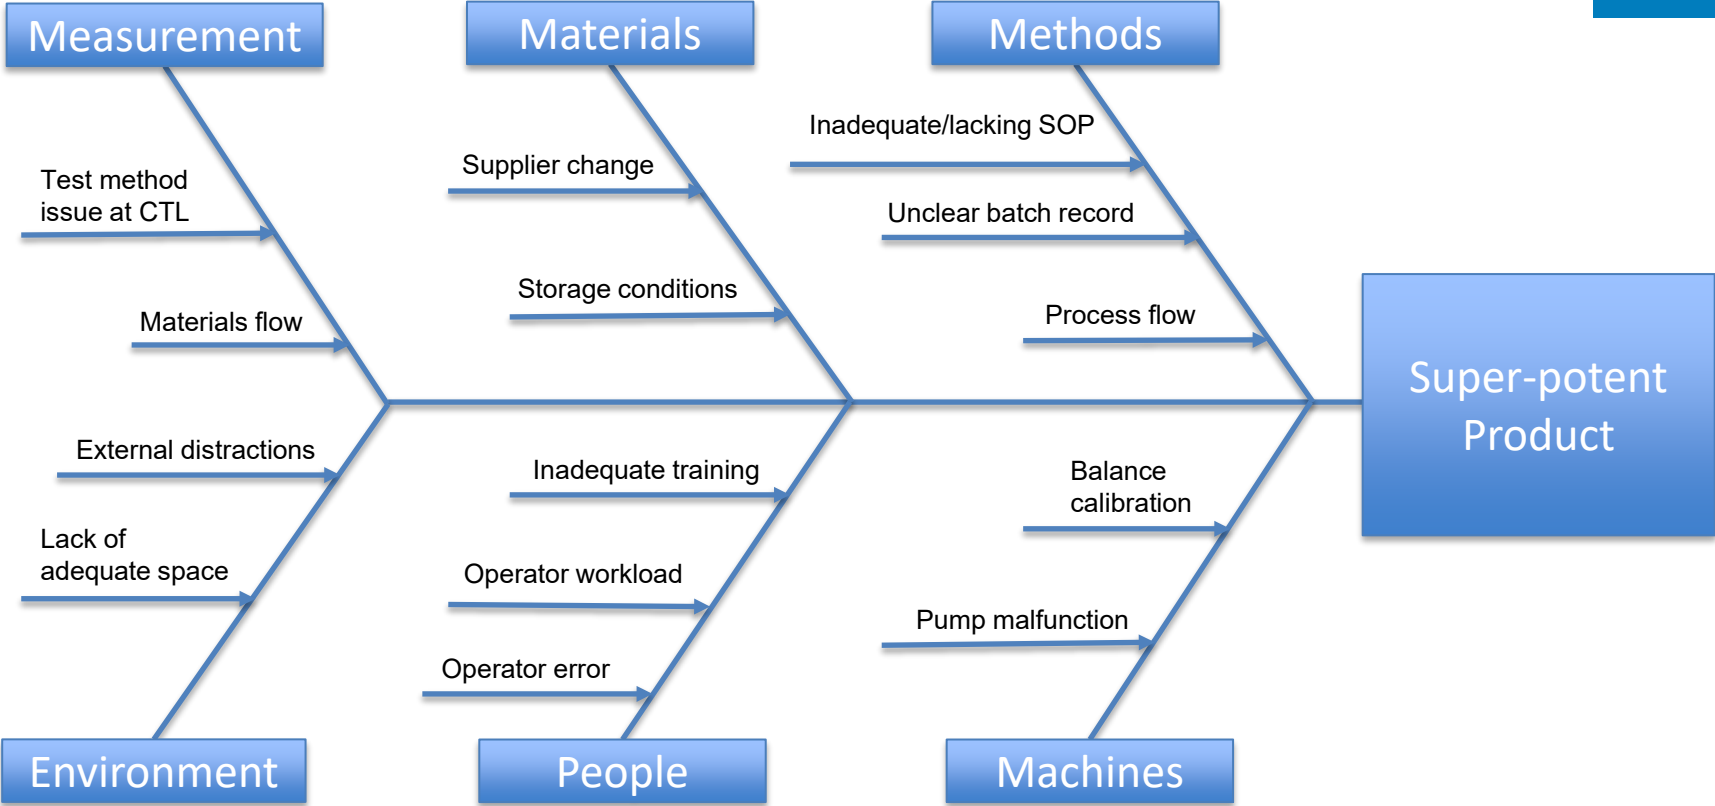 Measurement
Materials
Methods
Inadequate/lacking SOP
Supplier change
Test method
issue at CTL
Unclear batch record
Storage conditions
Materials flow
Process flow
Super-potent
Product
External distractions
Inadequate training
Balance
calibration
Lack of
adequate space
Operator workload
Pump malfunction
Operator error
Environment
People
Machines